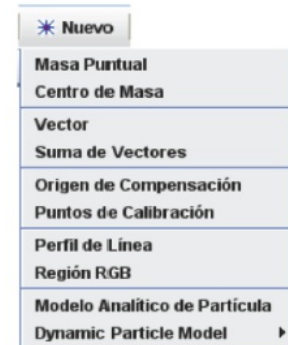 Nuevo
Masa Puntual
Centro de Masa
Vector
Suma de Vectores
Origen de Compensación
Puntos de Calibración
Perfil de Línea
Región RGB
Modelo Analítico de Partícula
Dynamic Particle Model